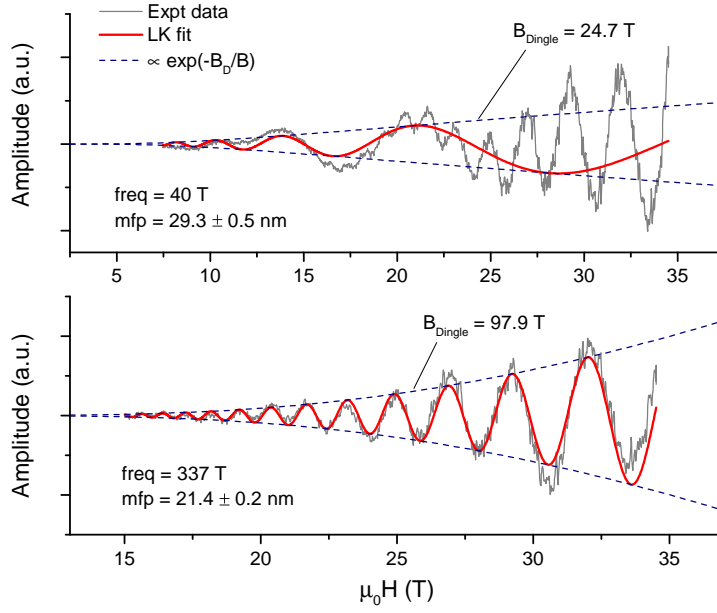 Expt data
LK fit
∝ exp(-B_D/B)
B_Dingle = 24.7 T
Amplitude (a.u.)
freq = 40 T
mfp = 29.3 ± 0.5 nm
5 10 15 20 25 30 35
B_Dingle = 97.9 T
Amplitude (a.u.)
freq = 337 T
mfp = 21.4 ± 0.2 nm
15 20 25 30 35
μ₀H (T)